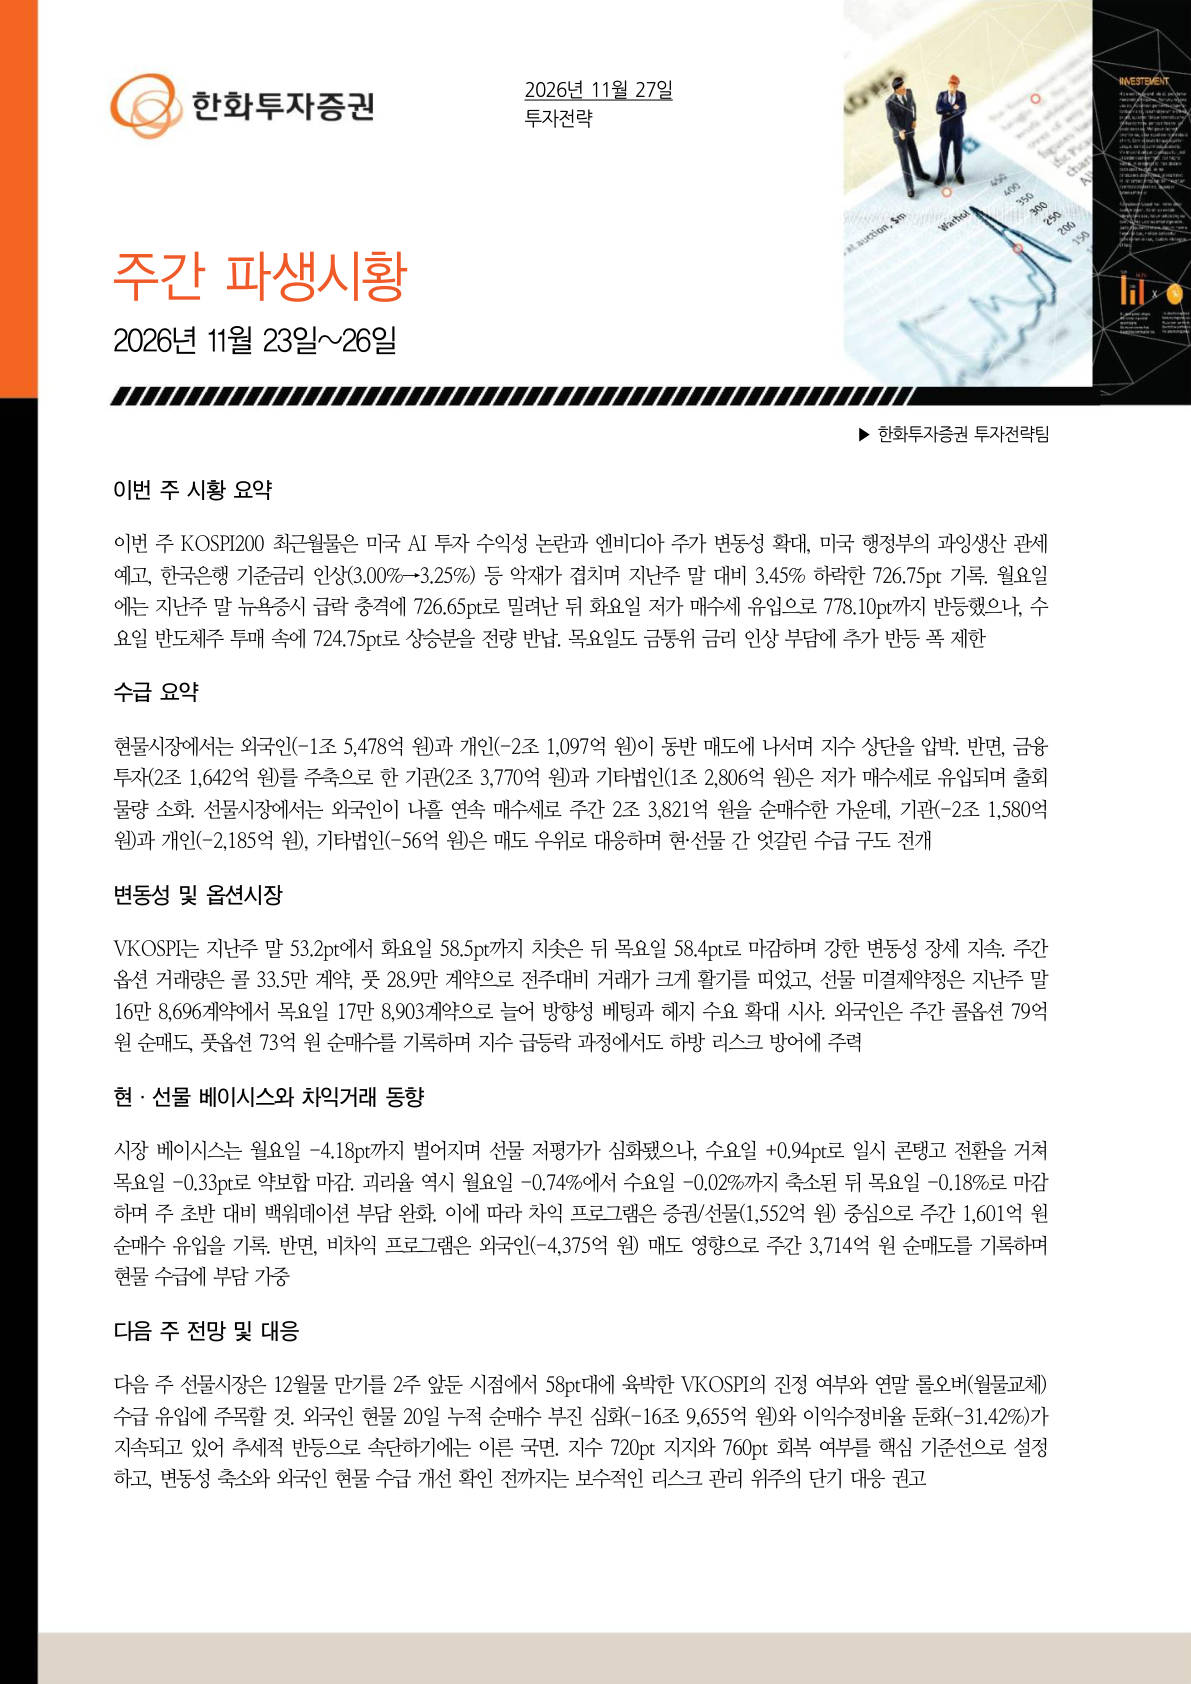 한화투자증권
2026년 11월 27일
투자전략
INVESTEMENT
at auction, $m
Warhol
450
400
350
300
250
200
150
주간 파생시황
2026년 11월 23일~26일
▶ 한화투자증권 투자전략팀
이번 주 시황 요약
이번 주 KOSPI200 최근월물은 미국 AI 투자 수익성 논란과 엔비디아 주가 변동성 확대, 미국 행정부의 과잉생산 관세
예고, 한국은행 기준금리 인상(3.00%→3.25%) 등 악재가 겹치며 지난주 말 대비 3.45% 하락한 726.75pt 기록. 월요일
에는 지난주 말 뉴욕증시 급락 충격에 726.65pt로 밀려난 뒤 화요일 저가 매수세 유입으로 778.10pt까지 반등했으나, 수
요일 반도체주 투매 속에 724.75pt로 상승분을 전량 반납. 목요일도 금통위 금리 인상 부담에 추가 반등 폭 제한
수급 요약
현물시장에서는 외국인(-1조 5,478억 원)과 개인(-2조 1,097억 원)이 동반 매도에 나서며 지수 상단을 압박. 반면, 금융
투자(2조 1,642억 원)를 주축으로 한 기관(2조 3,770억 원)과 기타법인(1조 2,806억 원)은 저가 매수세로 유입되며 출회
물량 소화. 선물시장에서는 외국인이 나흘 연속 매수세로 주간 2조 3,821억 원을 순매수한 가운데, 기관(-2조 1,580억
원)과 개인(-2,185억 원), 기타법인(-56억 원)은 매도 우위로 대응하며 현·선물 간 엇갈린 수급 구도 전개
변동성 및 옵션시장
VKOSPI는 지난주 말 53.2pt에서 화요일 58.5pt까지 치솟은 뒤 목요일 58.4pt로 마감하며 강한 변동성 장세 지속. 주간
옵션 거래량은 콜 33.5만 계약, 풋 28.9만 계약으로 전주대비 거래가 크게 활기를 띠었고, 선물 미결제약정은 지난주 말
16만 8,696계약에서 목요일 17만 8,903계약으로 늘어 방향성 베팅과 헤지 수요 확대 시사. 외국인은 주간 콜옵션 79억
원 순매도, 풋옵션 73억 원 순매수를 기록하며 지수 급등락 과정에서도 하방 리스크 방어에 주력
현 · 선물 베이시스와 차익거래 동향
시장 베이시스는 월요일 -4.18pt까지 벌어지며 선물 저평가가 심화됐으나, 수요일 +0.94pt로 일시 콘탱고 전환을 거쳐
목요일 -0.33pt로 약보합 마감. 괴리율 역시 월요일 -0.74%에서 수요일 -0.02%까지 축소된 뒤 목요일 -0.18%로 마감
하며 주 초반 대비 백워데이션 부담 완화. 이에 따라 차익 프로그램은 증권/선물(1,552억 원) 중심으로 주간 1,601억 원
순매수 유입을 기록. 반면, 비차익 프로그램은 외국인(-4,375억 원) 매도 영향으로 주간 3,714억 원 순매도를 기록하며
현물 수급에 부담 가중
다음 주 전망 및 대응
다음 주 선물시장은 12월물 만기를 2주 앞둔 시점에서 58pt대에 육박한 VKOSPI의 진정 여부와 연말 롤오버(월물교체)
수급 유입에 주목할 것. 외국인 현물 20일 누적 순매수 부진 심화(-16조 9,655억 원)와 이익수정비율 둔화(-31.42%)가
지속되고 있어 추세적 반등으로 속단하기에는 이른 국면. 지수 720pt 지지와 760pt 회복 여부를 핵심 기준선으로 설정
하고, 변동성 축소와 외국인 현물 수급 개선 확인 전까지는 보수적인 리스크 관리 위주의 단기 대응 권고